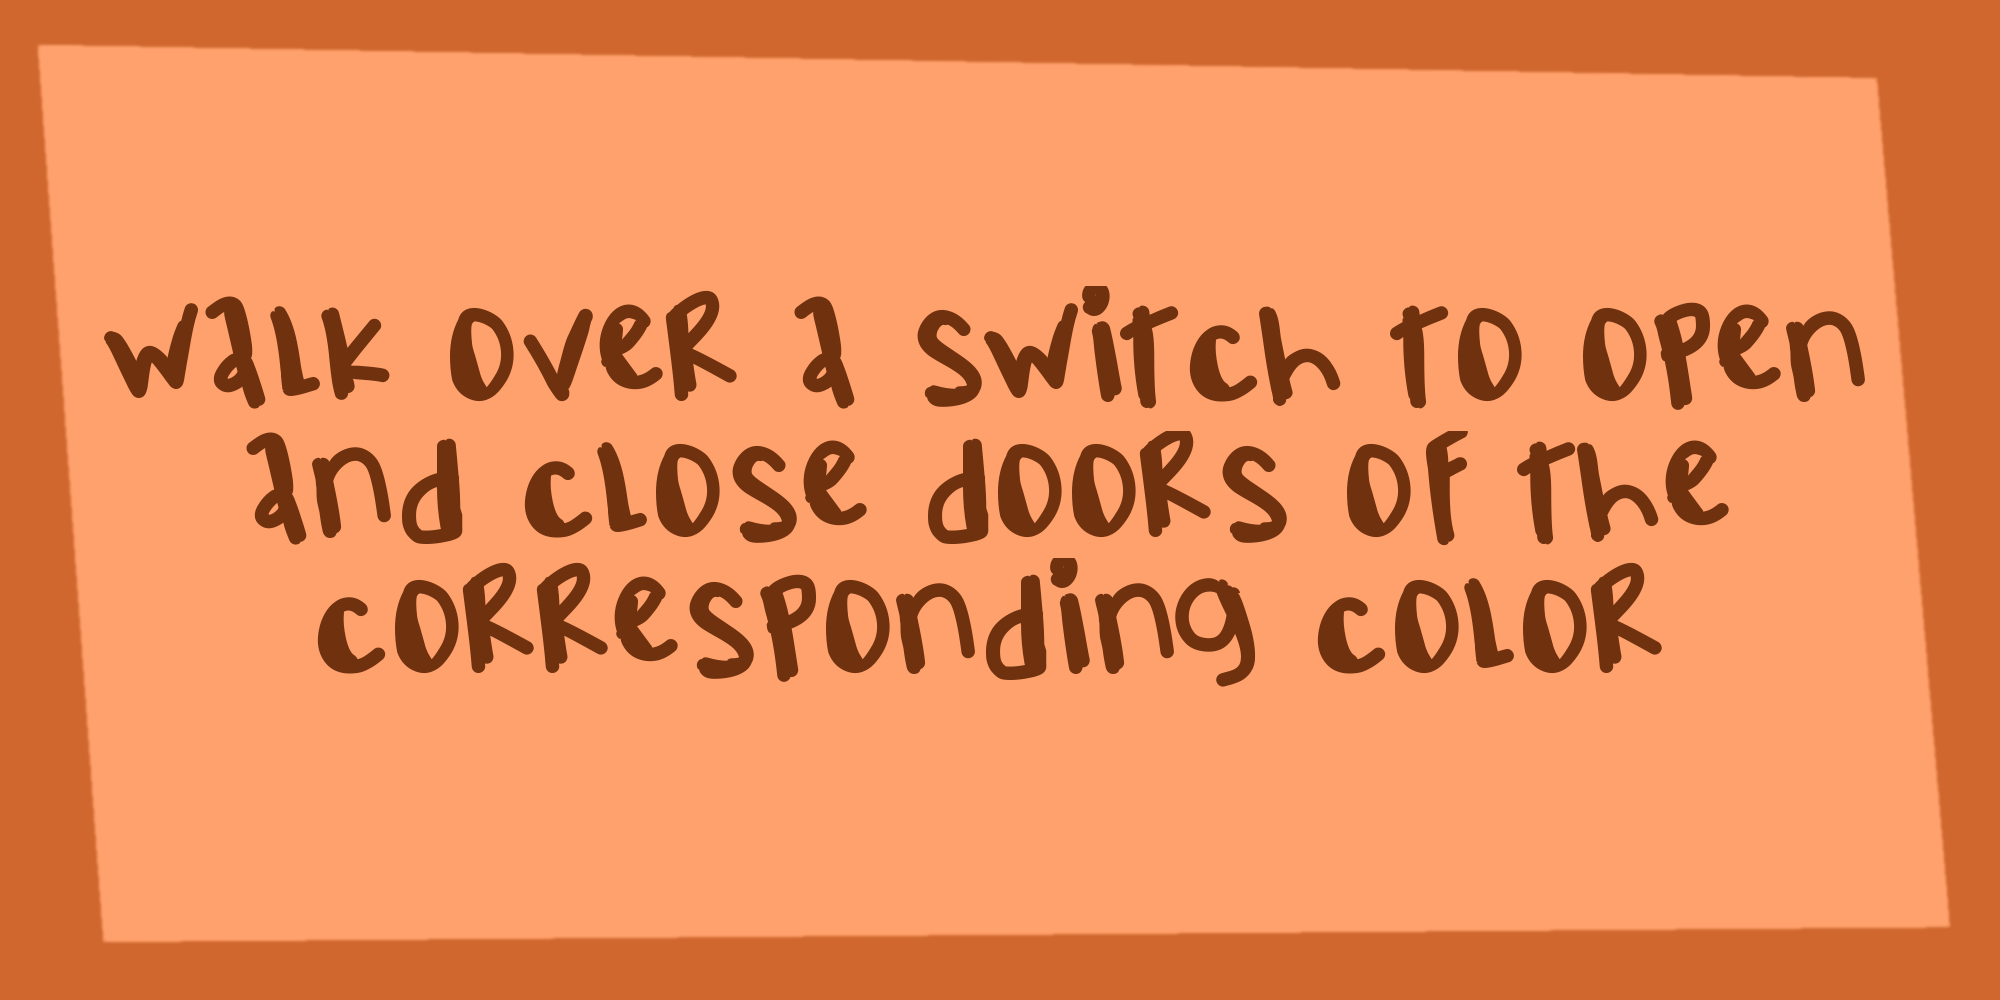 walk over a switch to open
and close doors of the
corresponding color